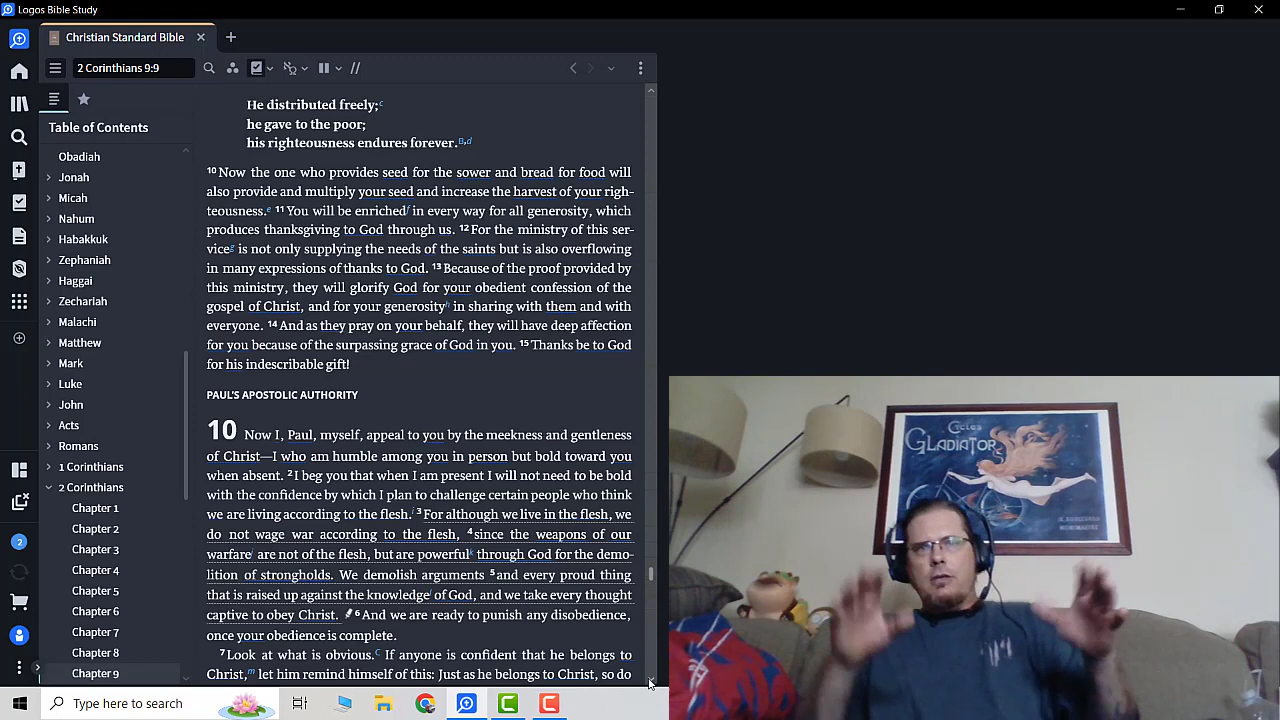 Logos Bible Study
Christian Standard Bible
2 Corinthians 9:9
Table of Contents
Obadiah
Jonah
Micah
Nahum
Habakkuk
Zephaniah
Haggai
Zechariah
Malachi
Matthew
Mark
Luke
John
Acts
Romans
1 Corinthians
2 Corinthians
Chapter 1
Chapter 2
Chapter 3
Chapter 4
Chapter 5
Chapter 6
Chapter 7
Chapter 8
Chapter 9
2
He distributed freely;c
he gave to the poor;
his righteousness endures forever.B,d
10 Now the one who provides seed for the sower and bread for food will
also provide and multiply your seed and increase the harvest of your righ-
teousness.e 11 You will be enrichedf in every way for all generosity, which
produces thanksgiving to God through us. 12 For the ministry of this ser-
viceg is not only supplying the needs of the saints but is also overflowing
in many expressions of thanks to God. 13 Because of the proof provided by
this ministry, they will glorify God for your obedient confession of the
gospel of Christ, and for your generosityh in sharing with them and with
everyone. 14 And as they pray on your behalf, they will have deep affection
for you because of the surpassing grace of God in you. 15 Thanks be to God
for his indescribable gift!
PAUL'S APOSTOLIC AUTHORITY
10 Now I, Paul, myself, appeal to you by the meekness and gentleness
of Christ—I who am humble among you in person but bold toward you
when absent. 2 I beg you that when I am present I will not need to be bold
with the confidence by which I plan to challenge certain people who think
we are living according to the flesh.i 3 For although we live in the flesh, we
do not wage war according to the flesh, 4 since the weapons of our
warfarej are not of the flesh, but are powerfulk through God for the demo-
lition of strongholds. We demolish arguments 5 and every proud thing
that is raised up against the knowledgel of God, and we take every thought
captive to obey Christ. 6 And we are ready to punish any disobedience,
once your obedience is complete.
7 Look at what is obvious.C If anyone is confident that he belongs to
Christ,m let him remind himself of this: Just as he belongs to Christ, so do
Cycles
GLADIATOR
Type here to search